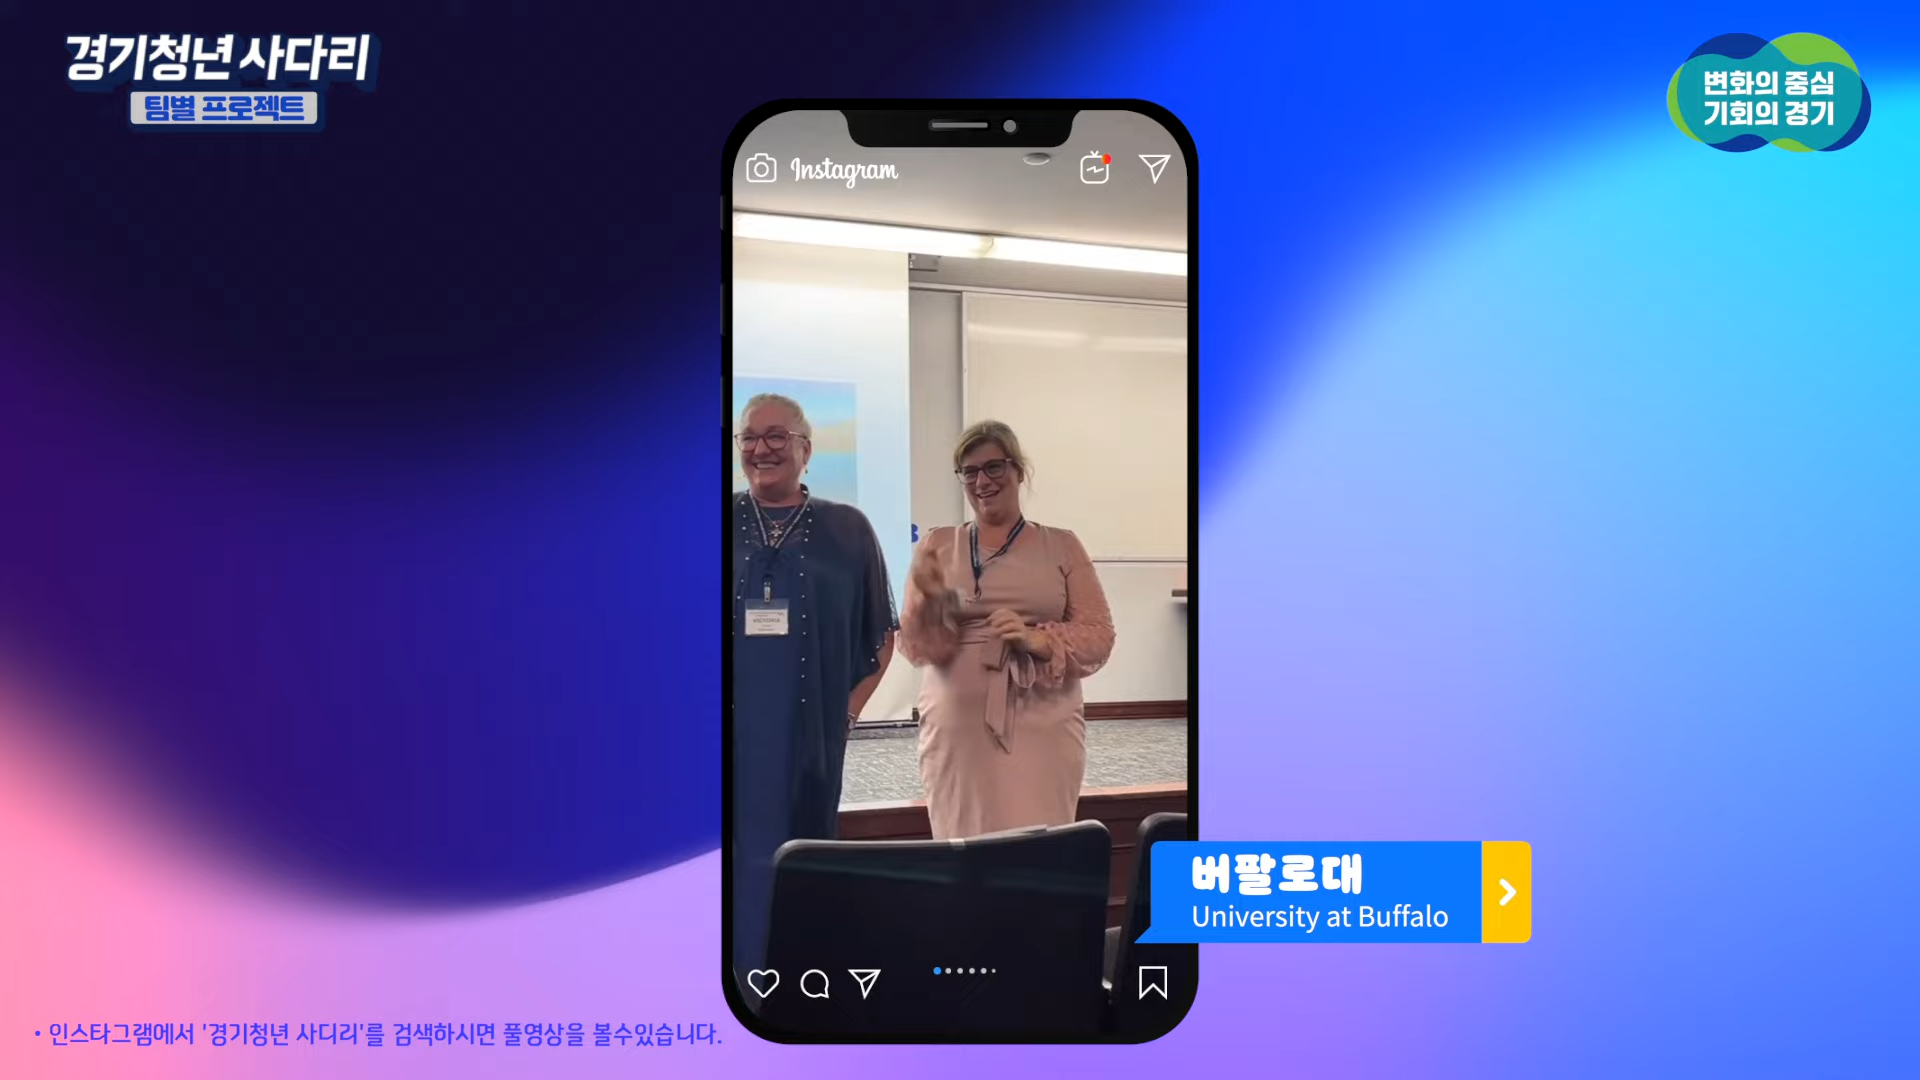 경기청년 사다리
팀별 프로젝트
변화의 중심
기회의 경기
Instagram
버팔로대
University at Buffalo
• 인스타그램에서 '경기청년 사디리'를 검색하시면 풀영상을 볼수있습니다.